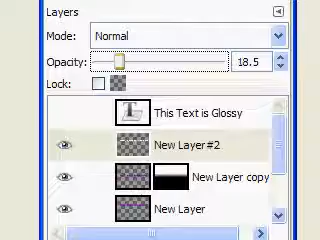 Layers
Mode: Normal
Opacity: 18.5
Lock:
This Text is Glossy
New Layer #2
New Layer copy
New Layer